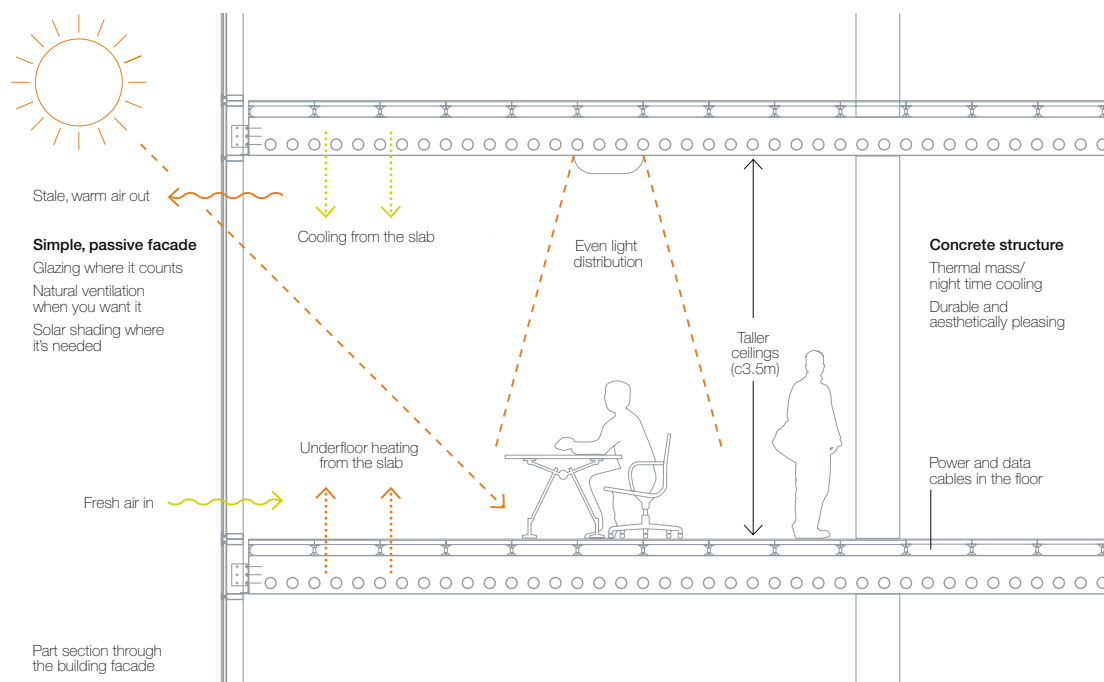 Stale, warm air out
Simple, passive facade
Glazing where it counts
Natural ventilation
when you want it
Solar shading where
it's needed
Cooling from the slab
Even light
distribution
Concrete structure
Thermal mass/
night time cooling
Durable and
aesthetically pleasing
Taller
ceilings
(c3.5m)
Underfloor heating
from the slab
Fresh air in
Power and data
cables in the floor
Part section through
the building facade